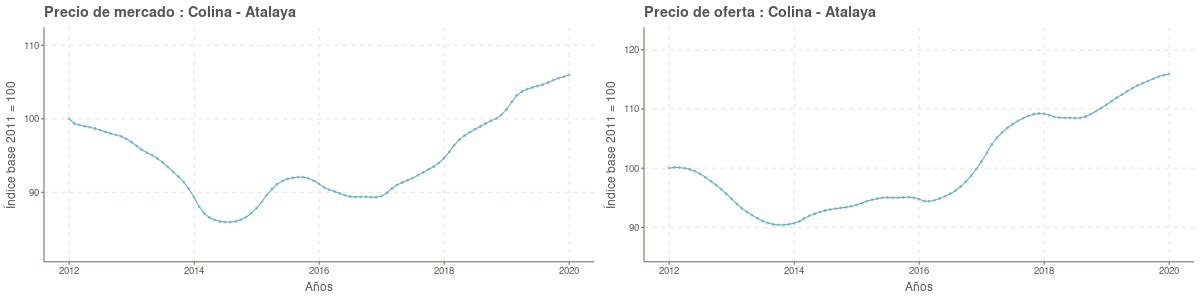 Precio de mercado : Colina - Atalaya
110
100
90
Índice base 2011 = 100
2012 2014 2016 2018 2020
Años
Precio de oferta : Colina - Atalaya
120
110
100
90
Índice base 2011 = 100
2012 2014 2016 2018 2020
Años